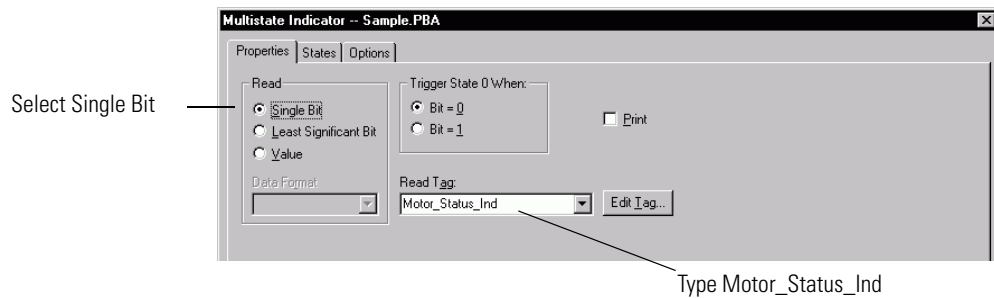 Multistate Indicator -- Sample.PBA
Properties
States
Options
Select Single Bit
Read
Single Bit
Least Significant Bit
Value
Data Format
Trigger State 0 When:
Bit = 0
Bit = 1
Print
Read Tag:
Motor_Status_Ind
Edit Tag...
Type Motor_Status_Ind